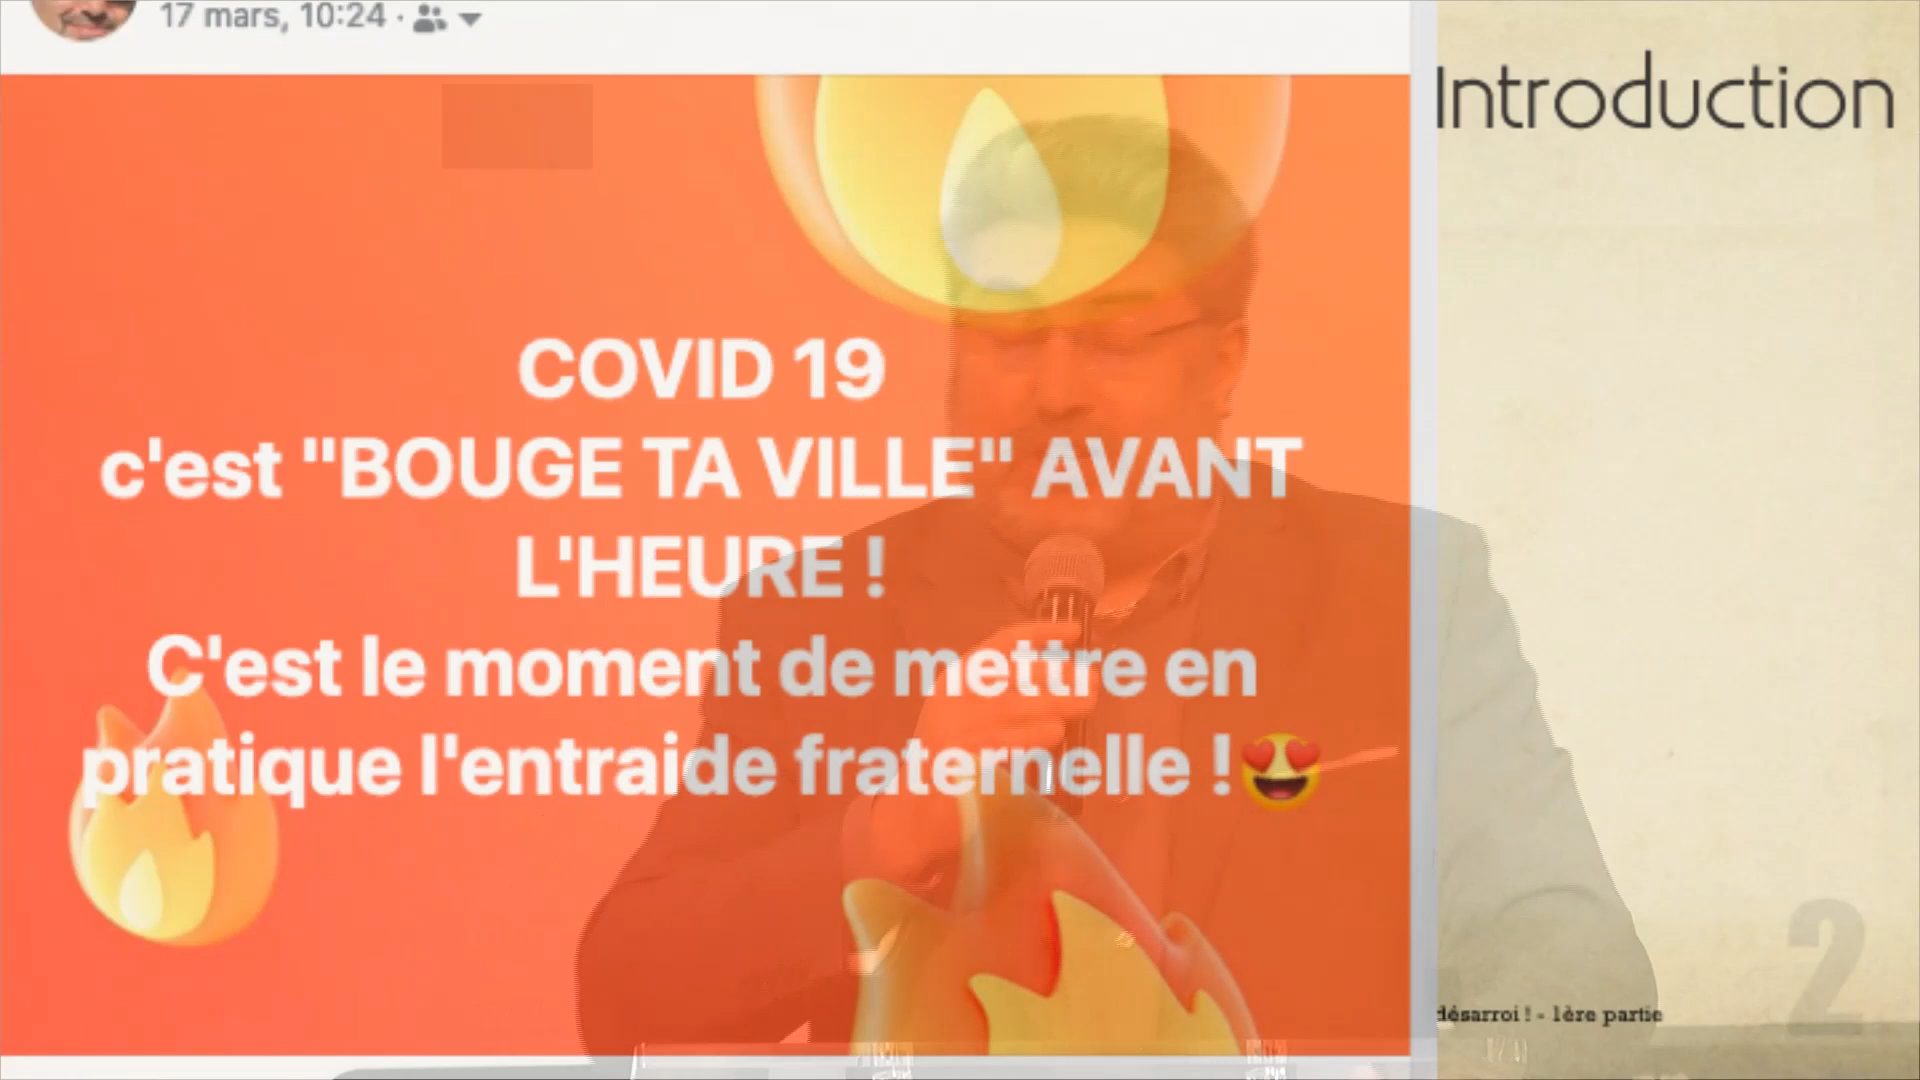 17 mars, 10:24 ·
Introduction
COVID 19
c'est "BOUGE TA VILLE" AVANT
L'HEURE !
C'est le moment de mettre en
pratique l'entraide fraternelle !😍
2
désarroi ! - 1ère partie